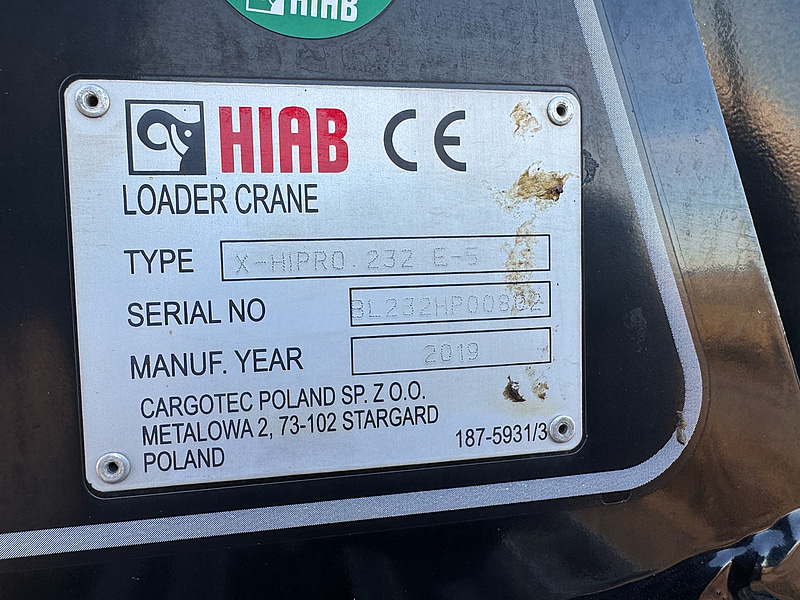 HIAB
HIAB CE
LOADER CRANE
TYPE X-HIPRO 232 E-5
SERIAL NO
MANUF. YEAR 2019
CARGOTEC POLAND SP. Z O.O.
METALOWA 2, 73-102 STARGARD
POLAND
187-5931/3